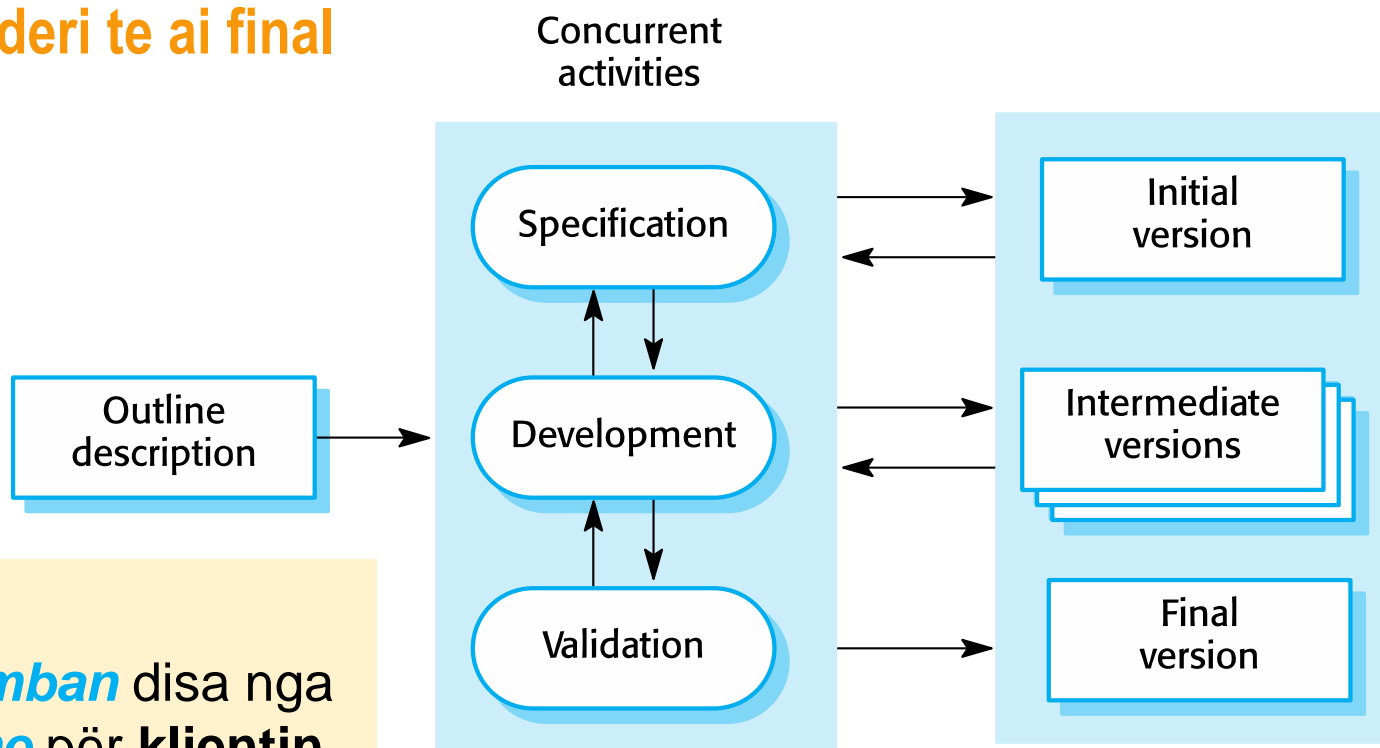 deri te ai final
Concurrent
activities
Specification
Initial
version
Outline
description
Development
Intermediate
versions
Validation
Final
version
mban disa nga
për klientin